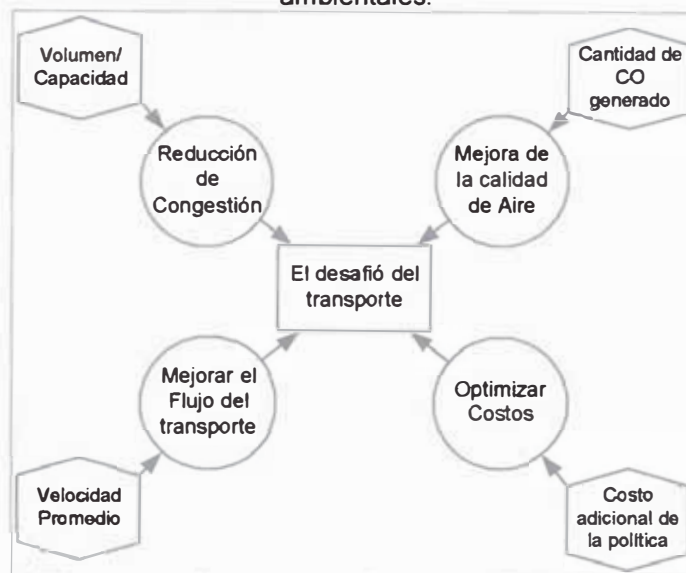 ambientales.
Volumen/
Capacidad
Cantidad de
CO
generado
Reducción
de
Congestión
Mejora de
la calidad
de Aire
El desafió del
transporte
Mejorar el
Flujo del
transporte
Optimizar
Costos
Velocidad
Promedio
Costo
adicional de
la política